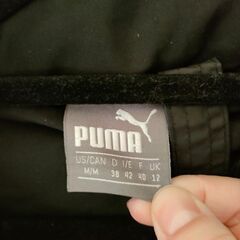 PUMA
US/CAN D I/E F UK
M/M 38 42 40 12